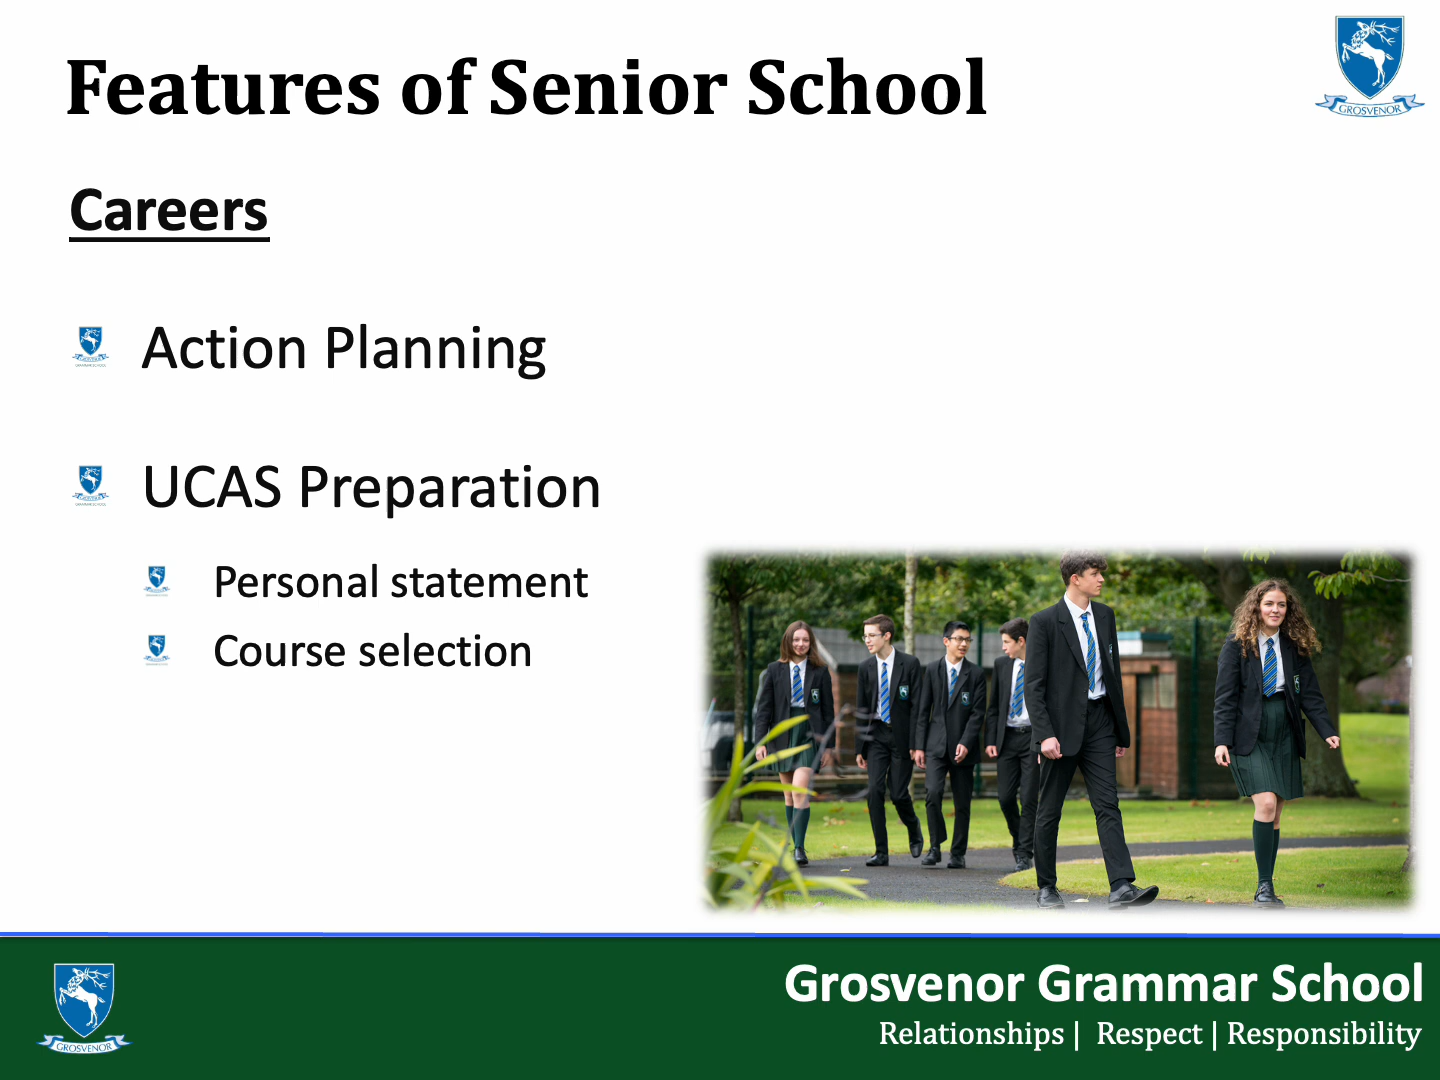 Features of Senior School
GROSVENOR
Careers
Action Planning
UCAS Preparation
Personal statement
Course selection
Grosvenor Grammar School
Relationships | Respect | Responsibility
GROSVENOR